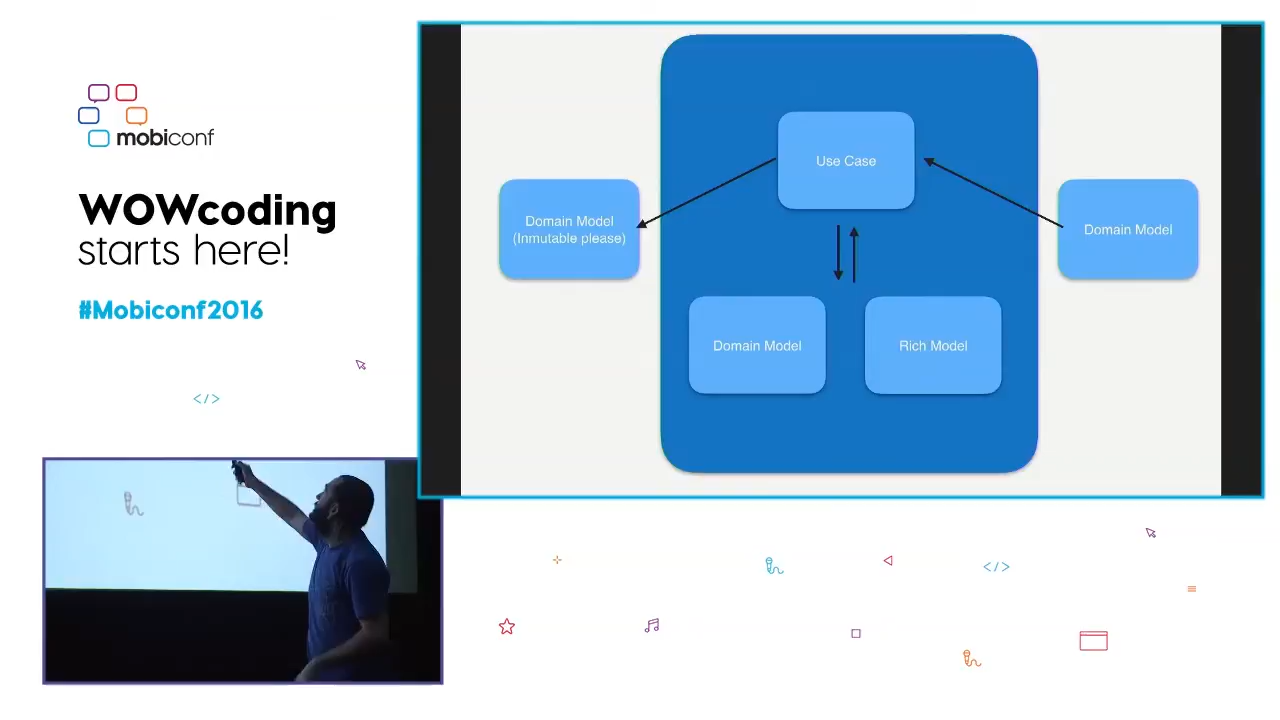 mobiconf
WOWcoding
starts here!
#Mobiconf2016
</>
Use Case
Domain Model
(Inmutable please)
Domain Model
Domain Model
Rich Model
</>